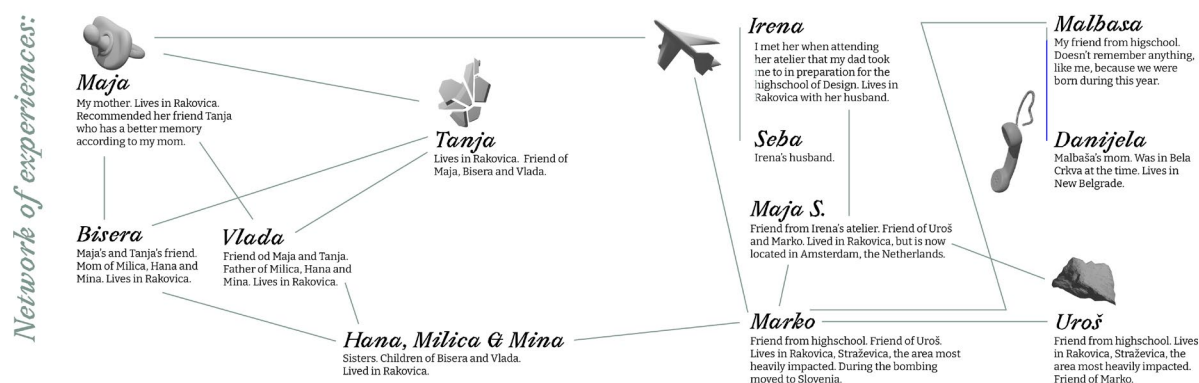 Network of experiences:
Maja
My mother. Lives in Rakovica.
Recommended her friend Tanja
who has a better memory
according to my mom.
Tanja
Lives in Rakovica. Friend of
Maja, Bisera and Vlada.
Bisera
Maja's and Tanja's friend.
Mom of Milica, Hana and
Mina. Lives in Rakovica.
Vlada
Friend od Maja and Tanja.
Father of Milica, Hana and
Mina. Lives in Rakovica.
Hana, Milica & Mina
Sisters. Children of Bisera and Vlada.
Lived in Rakovica.
Irena
I met her when attending
her atelier that my dad took
me to in preparation for the
highschool of Design. Lives in
Rakovica with her husband.
Seba
Irena's husband.
Maja S.
Friend from Irena's atelier. Friend of Uroš
and Marko. Lived in Rakovica, but is now
located in Amsterdam, the Netherlands.
Marko
Friend from highschool. Friend of Uroš.
Lives in Rakovica, Straževica, the area most
heavily impacted. During the bombing
moved to Slovenia.
Malbasa
My friend from higschool.
Doesn't remember anything,
like me, because we were
born during this year.
Danijela
Malbaša's mom. Was in Bela
Crkva at the time. Lives in
New Belgrade.
Uroš
Friend from highschool. Lives
in Rakovica, Straževica, the
area most heavily impacted.
Friend of Marko.